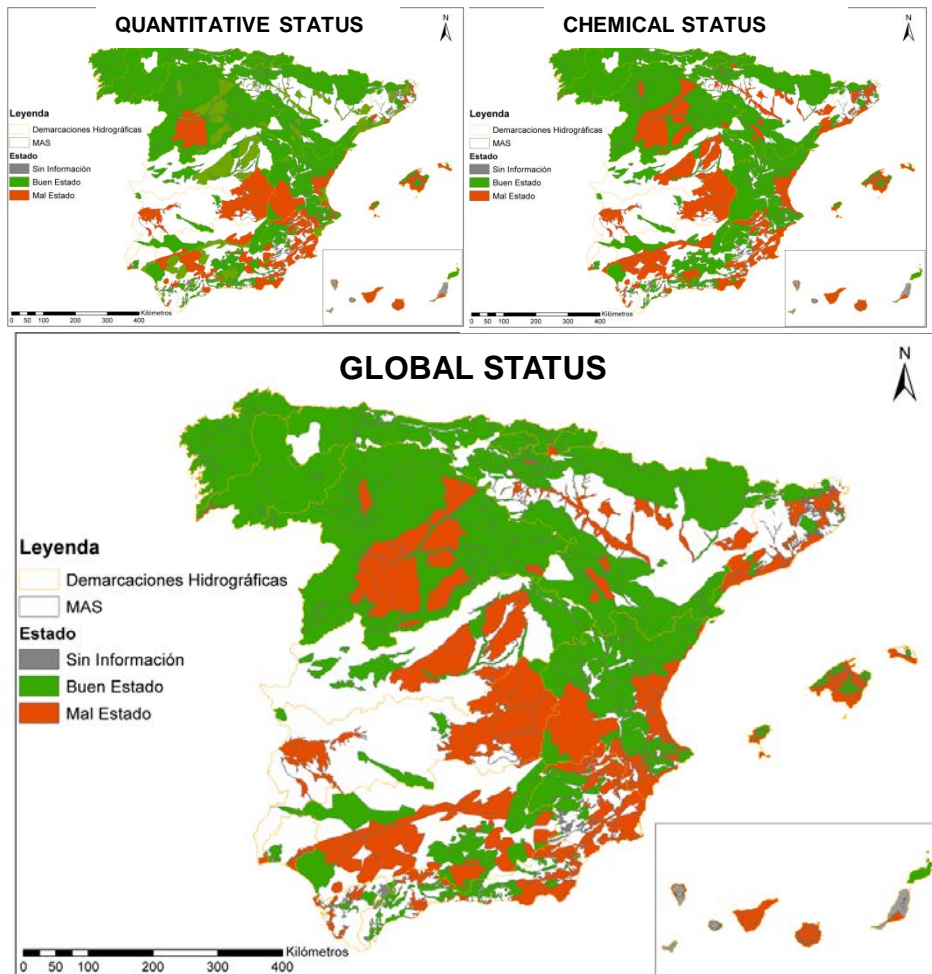 QUANTITATIVE STATUS
N
Leyenda
Demarcaciones Hidrográficas
MAS
Estado
Sin Información
Buen Estado
Mal Estado
Kilómetros
0 25 50 100 200 300 400
CHEMICAL STATUS
N
Leyenda
Demarcaciones Hidrográficas
MAS
Estado
Sin Información
Buen Estado
Mal Estado
Kilómetros
0 25 50 100 200 300 400
GLOBAL STATUS
N
Leyenda
Demarcaciones Hidrográficas
MAS
Estado
Sin Información
Buen Estado
Mal Estado
Kilómetros
0 50 100 200 300 400